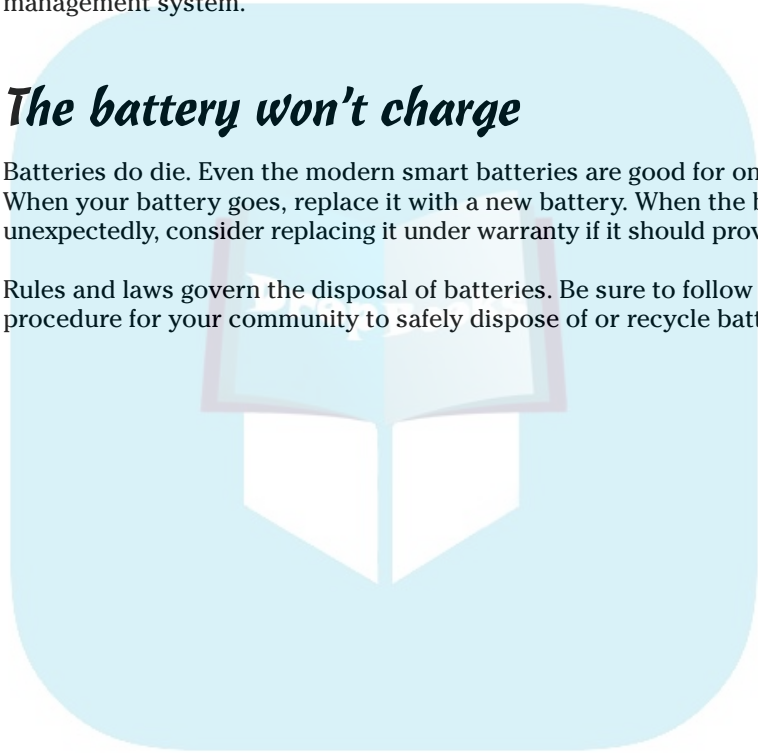 management system.
The battery won't charge
Batteries do die. Even the modern smart batteries are good for on
When your battery goes, replace it with a new battery. When the b
unexpectedly, consider replacing it under warranty if it should prov
Rules and laws govern the disposal of batteries. Be sure to follow
procedure for your community to safely dispose of or recycle batt